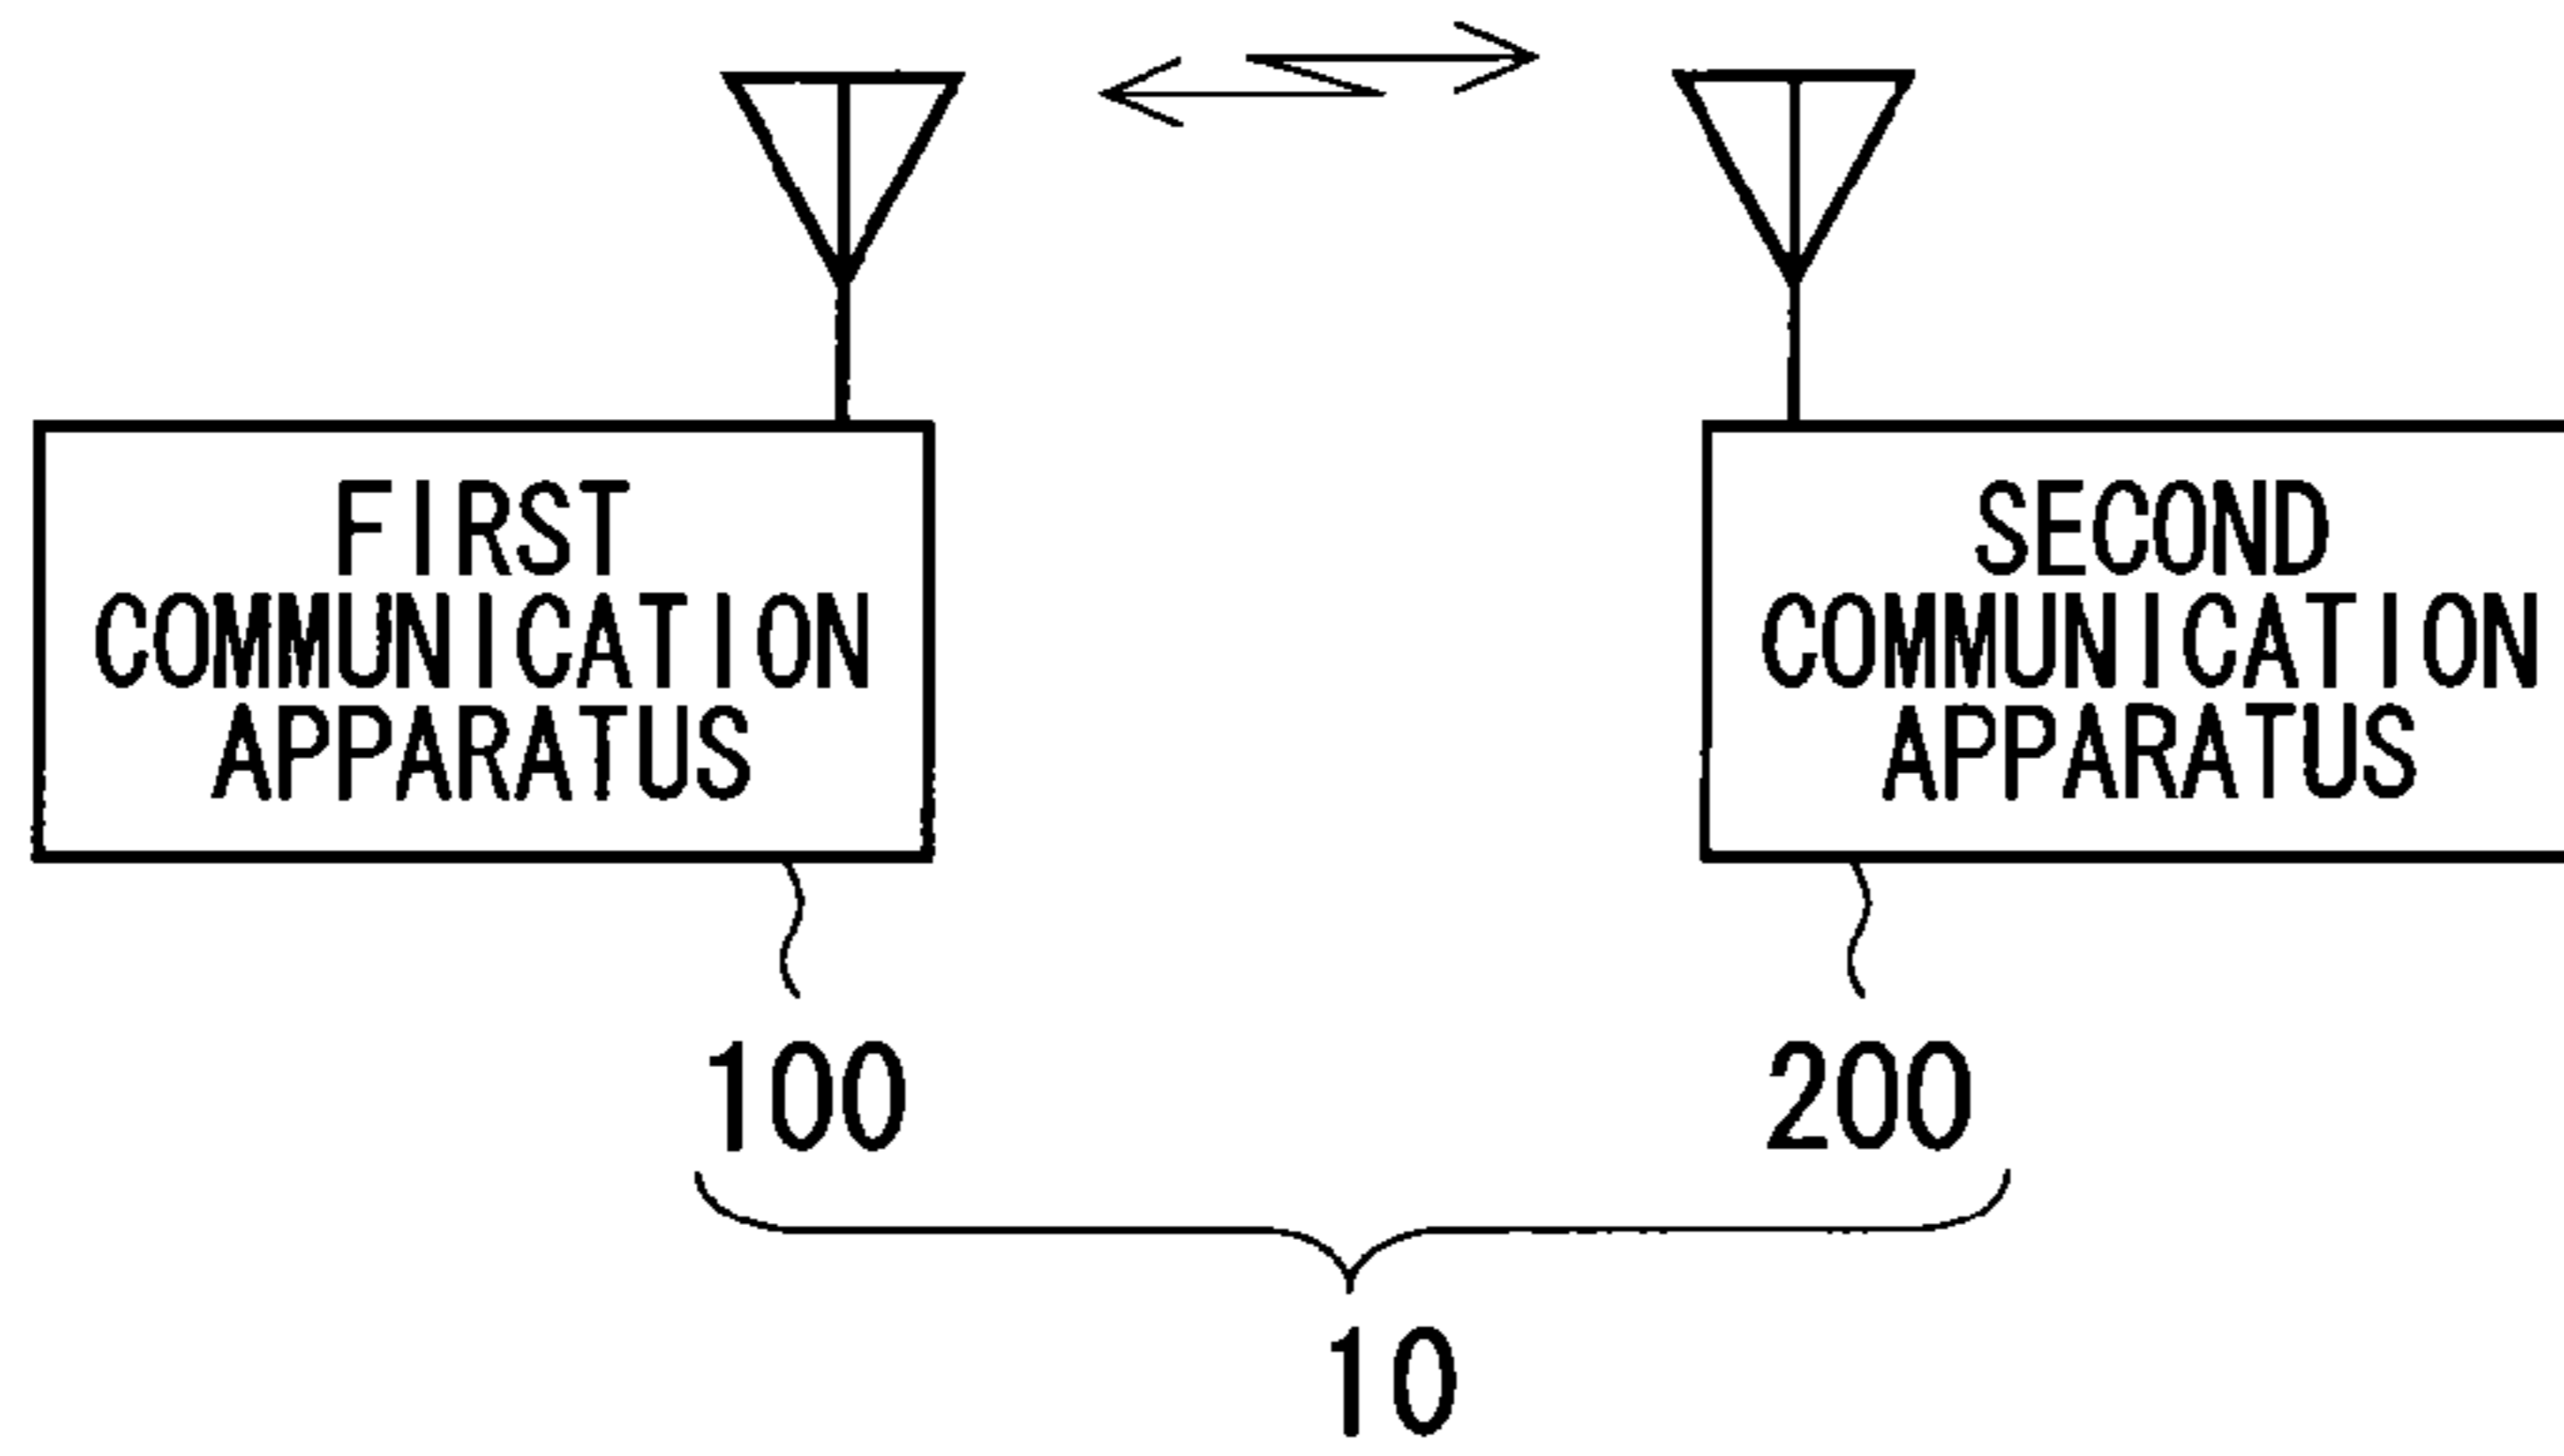 FIRST
COMMUNICATION
APPARATUS
SECOND
COMMUNICATION
APPARATUS
100
200
10